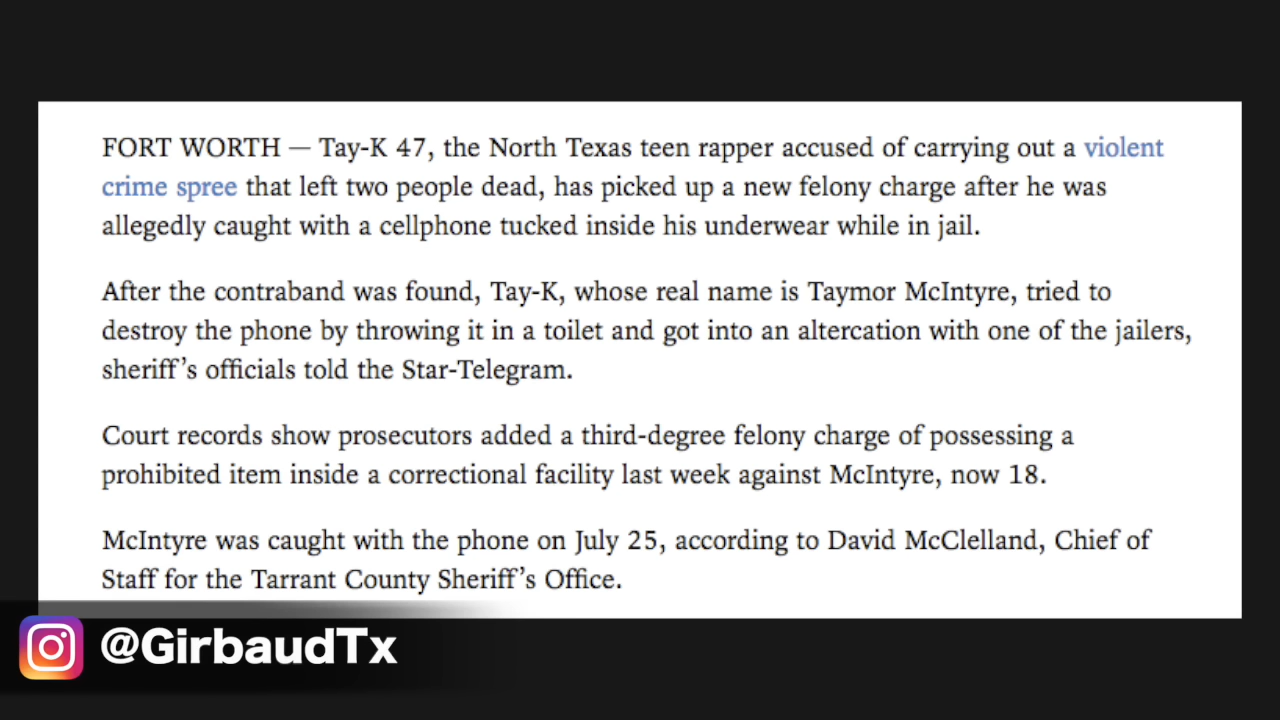 FORT WORTH — Tay-K 47, the North Texas teen rapper accused of carrying out a violent
crime spree that left two people dead, has picked up a new felony charge after he was
allegedly caught with a cellphone tucked inside his underwear while in jail.
After the contraband was found, Tay-K, whose real name is Taymor McIntyre, tried to
destroy the phone by throwing it in a toilet and got into an altercation with one of the jailers,
sheriff’s officials told the Star-Telegram.
Court records show prosecutors added a third-degree felony charge of possessing a
prohibited item inside a correctional facility last week against McIntyre, now 18.
McIntyre was caught with the phone on July 25, according to David McClelland, Chief of
Staff for the Tarrant County Sheriff’s Office.
@GirbaudTx